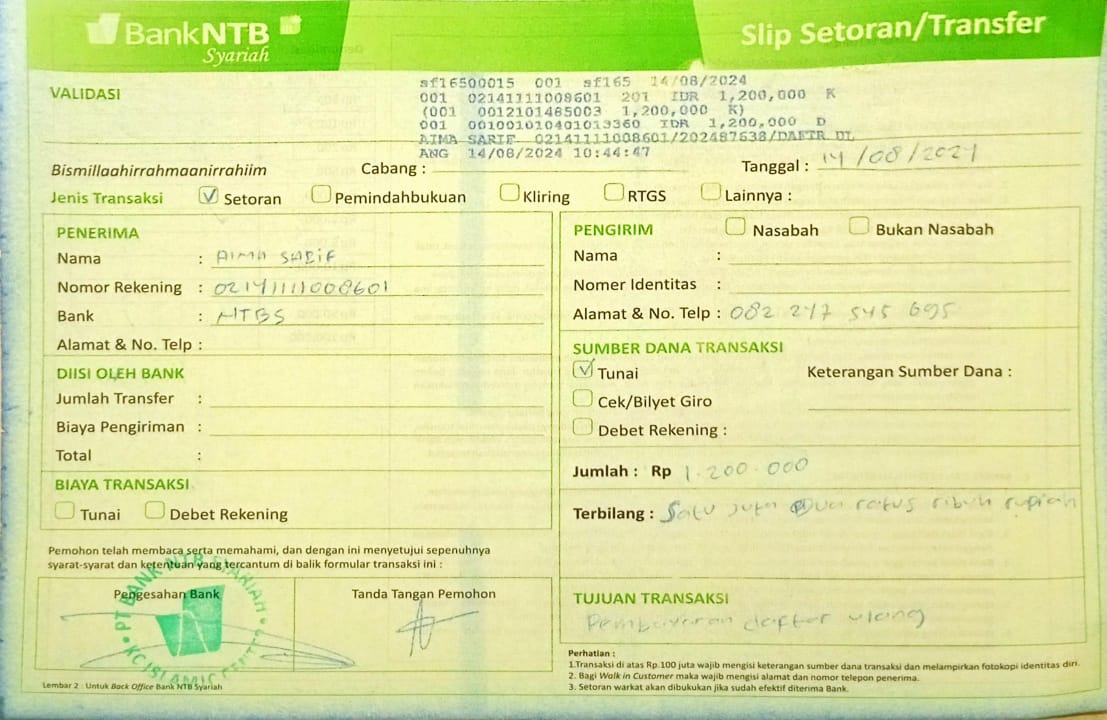 BankNTB
Syariah
Slip Setoran/Transfer
VALIDASI
sf16500015 001 sf165 14/08/2024
001 02141111008601 201 IDR 1,200,000 K
(001 0012101465003 1,200,000 K)
001 001001010401013360 IDR 1,200,000 D
AIMA SARIF 02141111008601/202487638/DAFTR UL
ANG 14/08/2024 10:44:47
Bismillaahirrahmaanirrahiim
Cabang :
Tanggal : 14/08/2024
Jenis Transaksi Setoran Pemindahbukuan Kliring RTGS Lainnya :
PENERIMA
Nama : AIMA SARIF
Nomor Rekening : 02141111008601
Bank : NTBS
Alamat & No. Telp :
DIISI OLEH BANK
Jumlah Transfer :
Biaya Pengiriman :
Total :
BIAYA TRANSAKSI
Tunai Debet Rekening
PENGIRIM Nasabah Bukan Nasabah
Nama :
Nomer Identitas :
Alamat & No. Telp : 082 247 545 695
SUMBER DANA TRANSAKSI
Tunai Keterangan Sumber Dana :
Cek/Bilyet Giro
Debet Rekening :
Jumlah : Rp 1.200.000
Terbilang : Satu juta Dua ratus ribuh rupiah
TUJUAN TRANSAKSI
Pembayaran daftar ulang
Pemohon telah membaca serta memahami, dan dengan ini menyetujui sepenuhnya
syarat-syarat dan ketentuan yang tercantum di balik formular transaksi ini :
Pengesahan Bank
Tanda Tangan Pemohon
PT BANK NTB SYARIAH
KC ISLAMIC CENTER
Lembar 2 : Untuk Back Office Bank NTB Syariah
Perhatian :
1.Transaksi di atas Rp.100 juta wajib mengisi keterangan sumber dana transaksi dan melampirkan fotokopi identitas diri.
2. Bagi Walk in Customer maka wajib mengisi alamat dan nomor telepon penerima.
3. Setoran warkat akan dibukukan jika sudah efektif diterima Bank.